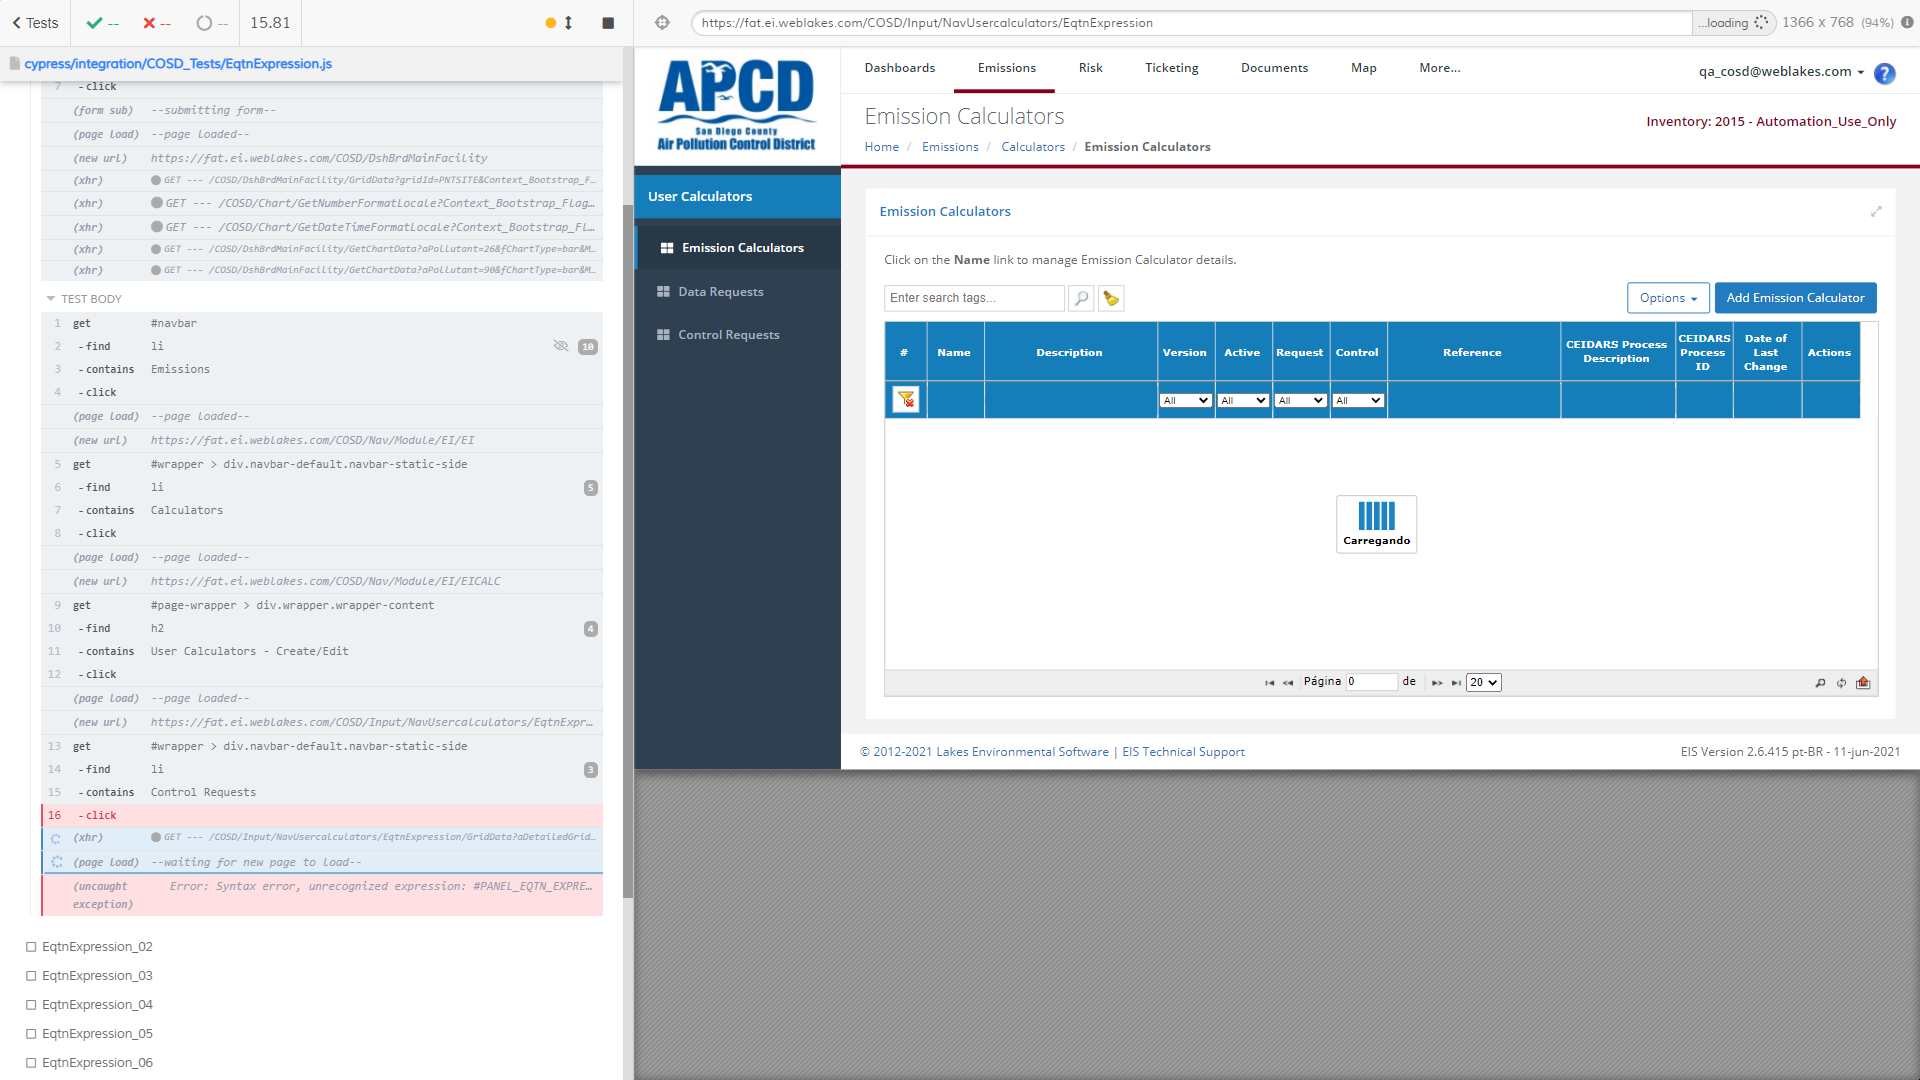 Tests
--
--
--
15.81
cypress/integration/COSD_Tests/EqtnExpression.js
7 -click
(form sub) --submitting form--
(page load) --page loaded--
(new url) https://fat.ei.weblakes.com/COSD/DshBrdMainFacility
(xhr) GET --- /COSD/DshBrdMainFacility/GridData?gridId=PNTSITE&Context_Bootstrap_F...
(xhr) GET --- /COSD/Chart/GetNumberFormatLocale?Context_Bootstrap_Flag...
(xhr) GET --- /COSD/Chart/GetDateTimeFormatLocale?Context_Bootstrap_Fl...
(xhr) GET --- /COSD/DshBrdMainFacility/GetChartData?aPollutant=26&fChartType=bar&M...
(xhr) GET --- /COSD/DshBrdMainFacility/GetChartData?aPollutant=90&fChartType=bar&M...
TEST BODY
1 get #navbar
2 -find li 10
3 -contains Emissions
4 -click
(page load) --page loaded--
(new url) https://fat.ei.weblakes.com/COSD/Nav/Module/EI/EI
5 get #wrapper > div.navbar-default.navbar-static-side
6 -find li 5
7 -contains Calculators
8 -click
(page load) --page loaded--
(new url) https://fat.ei.weblakes.com/COSD/Nav/Module/EI/EICALC
9 get #page-wrapper > div.wrapper.wrapper-content
10 -find h2 4
11 -contains User Calculators - Create/Edit
12 -click
(page load) --page loaded--
(new url) https://fat.ei.weblakes.com/COSD/Input/NavUsercalculators/EqtnExpr...
13 get #wrapper > div.navbar-default.navbar-static-side
14 -find li 3
15 -contains Control Requests
16 -click
(xhr) GET --- /COSD/Input/NavUsercalculators/EqtnExpression/GridData?aDetailedGrid...
(page load) --waiting for new page to load--
(uncaught exception) Error: Syntax error, unrecognized expression: #PANEL_EQTN_EXPRE...
EqtnExpression_02
EqtnExpression_03
EqtnExpression_04
EqtnExpression_05
EqtnExpression_06
https://fat.ei.weblakes.com/COSD/Input/NavUsercalculators/EqtnExpression
...loading
1366 x 768 (94%)
APCD
San Diego County
Air Pollution Control District
Dashboards Emissions Risk Ticketing Documents Map More...
qa_cosd@weblakes.com
?
Emission Calculators
Inventory: 2015 - Automation_Use_Only
Home / Emissions / Calculators / Emission Calculators
User Calculators
Emission Calculators
Data Requests
Control Requests
Emission Calculators
Click on the Name link to manage Emission Calculator details.
Enter search tags...
Options
Add Emission Calculator
# Name Description Version Active Request Control Reference CEIDARS Process Description CEIDARS Process ID Date of Last Change Actions
All All All All
Carregando
Página 0 de 20
© 2012-2021 Lakes Environmental Software | EIS Technical Support
EIS Version 2.6.415 pt-BR - 11-jun-2021